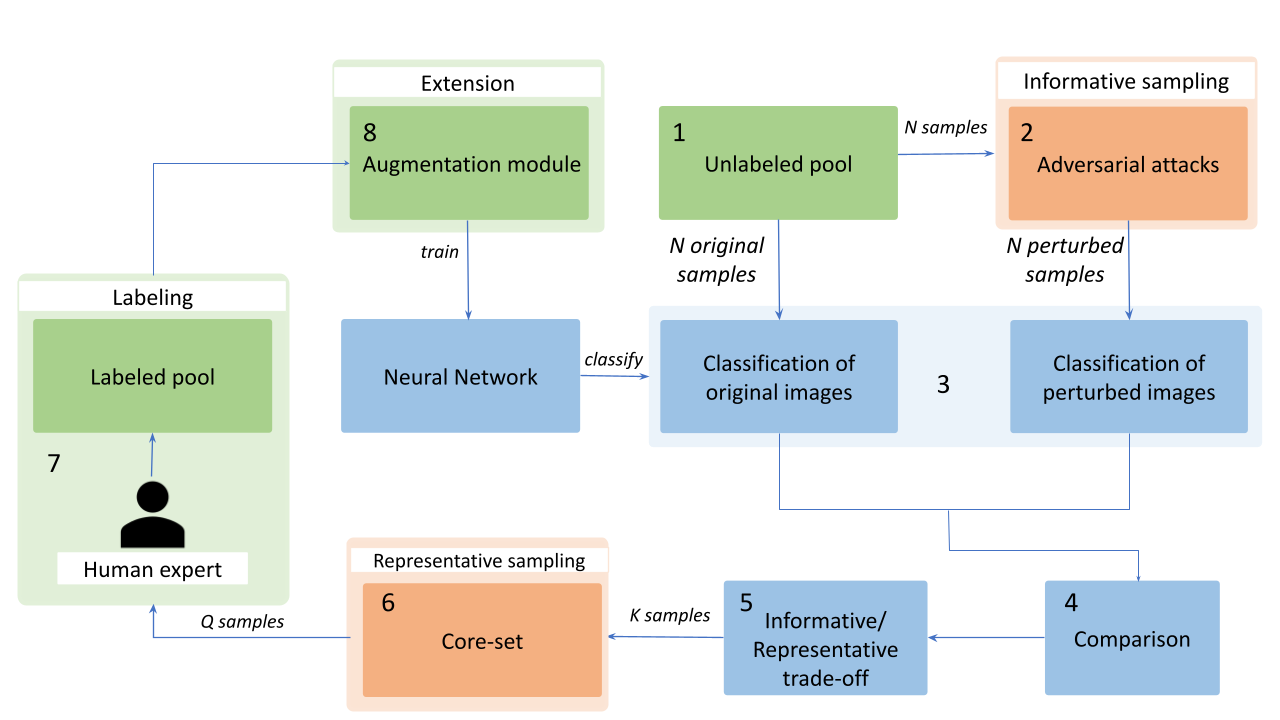 Extension
8
Augmentation module
1
Unlabeled pool
N samples
Informative sampling
2
Adversarial attacks
train
N original
samples
N perturbed
samples
Labeling
Labeled pool
7
Human expert
Neural Network
classify
Classification of
original images
3
Classification of
perturbed images
4
Comparison
5
Informative/
Representative
trade-off
K samples
Representative sampling
6
Core-set
Q samples